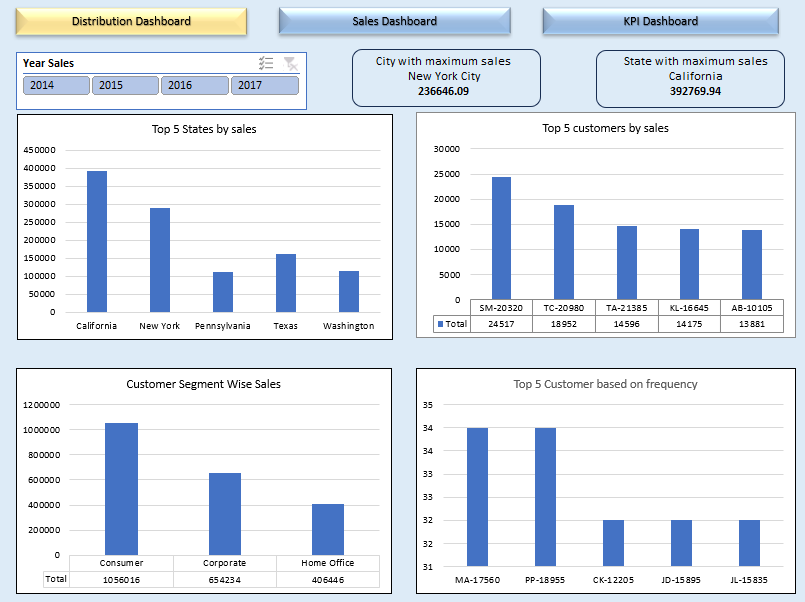 Distribution Dashboard
Sales Dashboard
KPI Dashboard
Year Sales
2014
2015
2016
2017
City with maximum sales
New York City
236646.09
State with maximum sales
California
392769.94
Top 5 States by sales
450000
400000
350000
300000
250000
200000
150000
100000
50000
0
California New York Pennsylvania Texas Washington
Top 5 customers by sales
30000
25000
20000
15000
10000
5000
0
SM-20320 TC-20980 TA-21385 KL-16645 AB-10105
Total 24517 18952 14596 14175 13881
Customer Segment Wise Sales
1200000
1000000
800000
600000
400000
200000
0
Consumer Corporate Home Office
Total 1056016 654234 406446
Top 5 Customer based on frequency
35
34
34
33
33
32
32
31
MA-17560 PP-18955 CK-12205 JD-15895 JL-15835